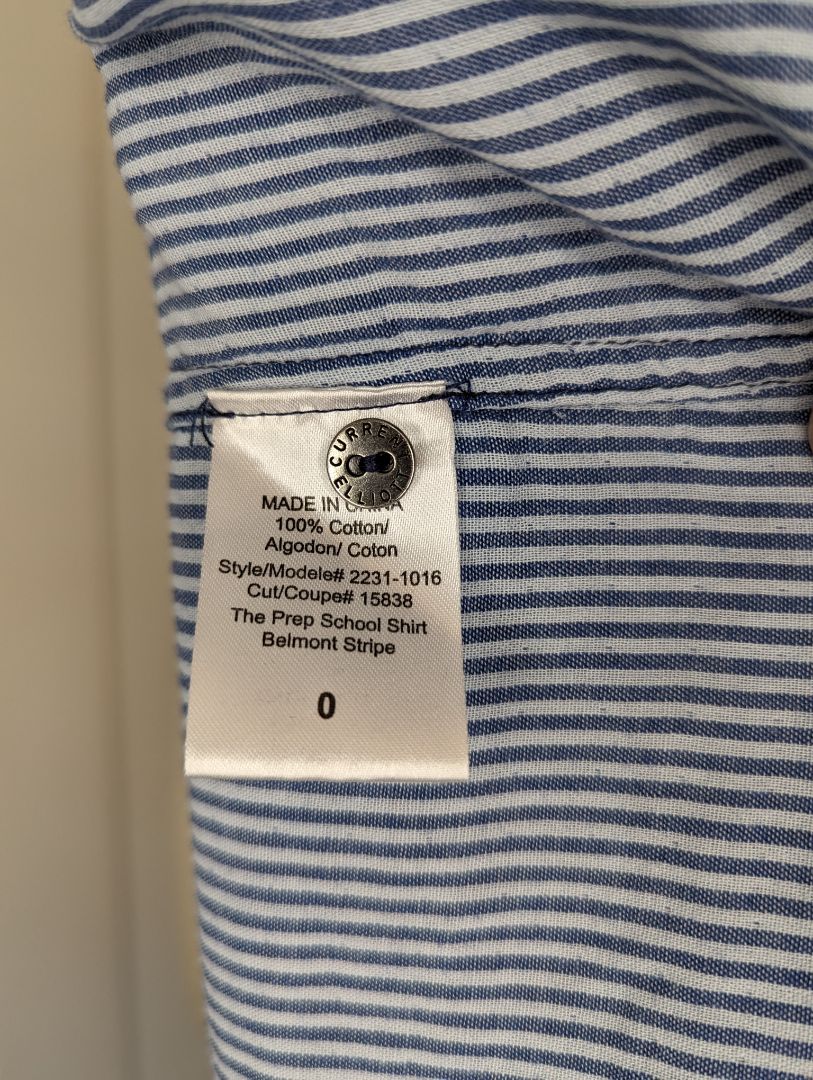 CURRENT
ELLIOTT
MADE IN CHINA
100% Cotton/
Algodon/ Coton
Style/Modele# 2231-1016
Cut/Coupe# 15838
The Prep School Shirt
Belmont Stripe
0